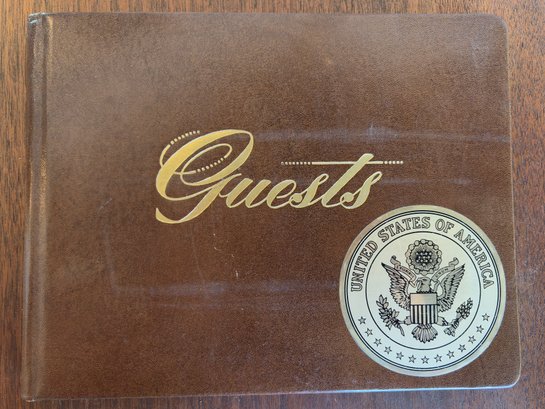 Guests
UNITED STATES OF AMERICA